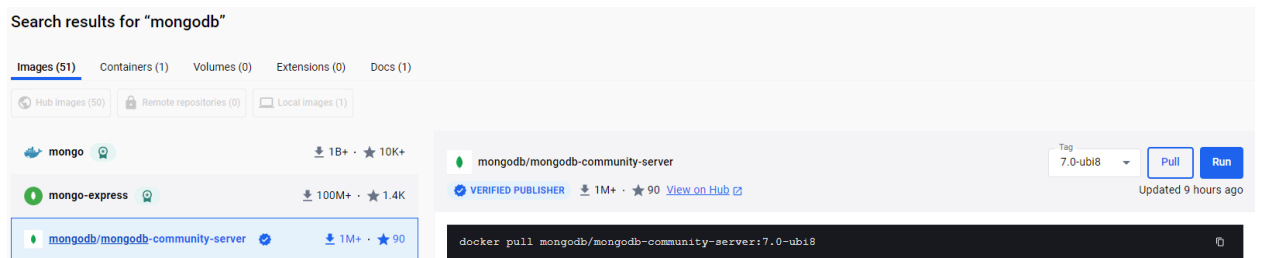 Search results for “mongodb”
Images (51) Containers (1) Volumes (0) Extensions (0) Docs (1)
Hub images (50) Remote repositories (0) Local images (1)
mongo 1B+ · 10K+
mongo-express 100M+ · 1.4K
mongodb/mongodb-community-server 1M+ · 90
mongodb/mongodb-community-server
Tag
7.0-ubi8 Pull Run
VERIFIED PUBLISHER 1M+ · 90 View on Hub
Updated 9 hours ago
docker pull mongodb/mongodb-community-server:7.0-ubi8